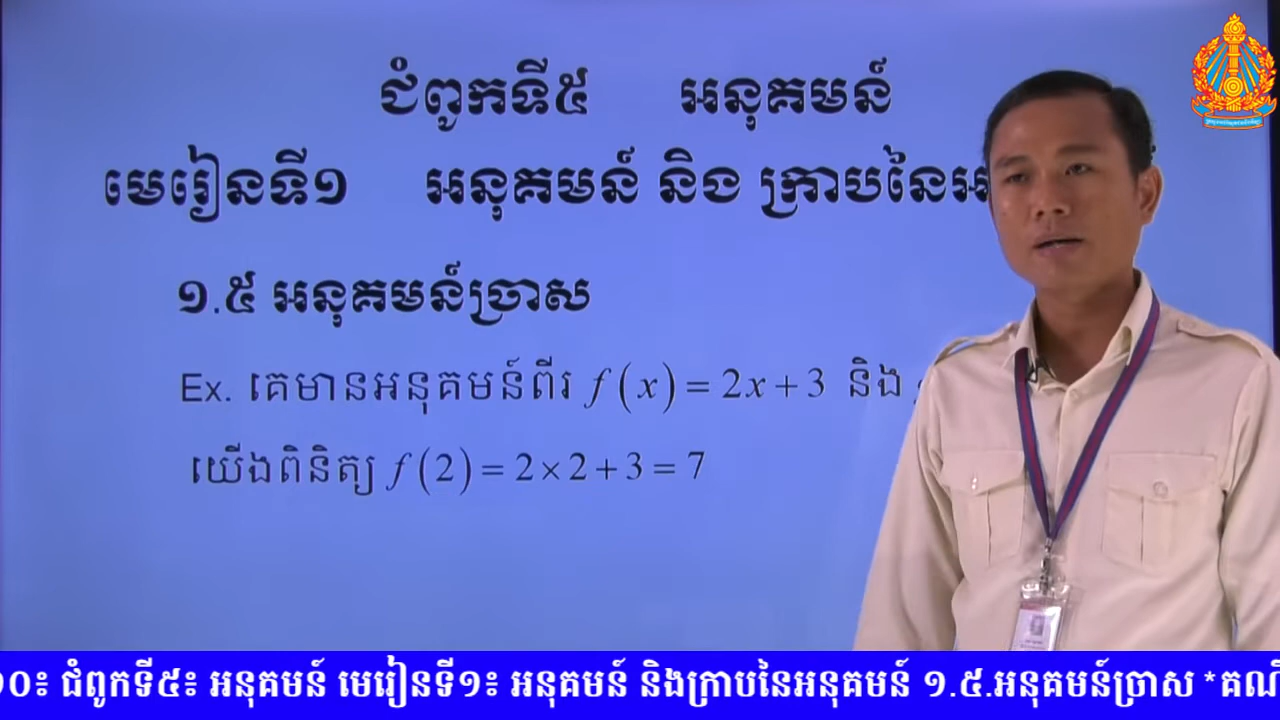 ជំពូកទី៥ អនុគមន៍
មេរៀនទី១ អនុគមន៍ និង ក្រាបនៃអ
១.៥ អនុគមន៍ច្រាស
Ex. គេមានអនុគមន៍ពីរ f(x)=2x+3 និង
យើងពិនិត្យ f(2)=2×2+3=7
០៖ ជំពូកទី៥៖ អនុគមន៍ មេរៀនទី១៖ អនុគមន៍ និងក្រាបនៃអនុគមន៍ ១.៥.អនុគមន៍ច្រាស *គណិ